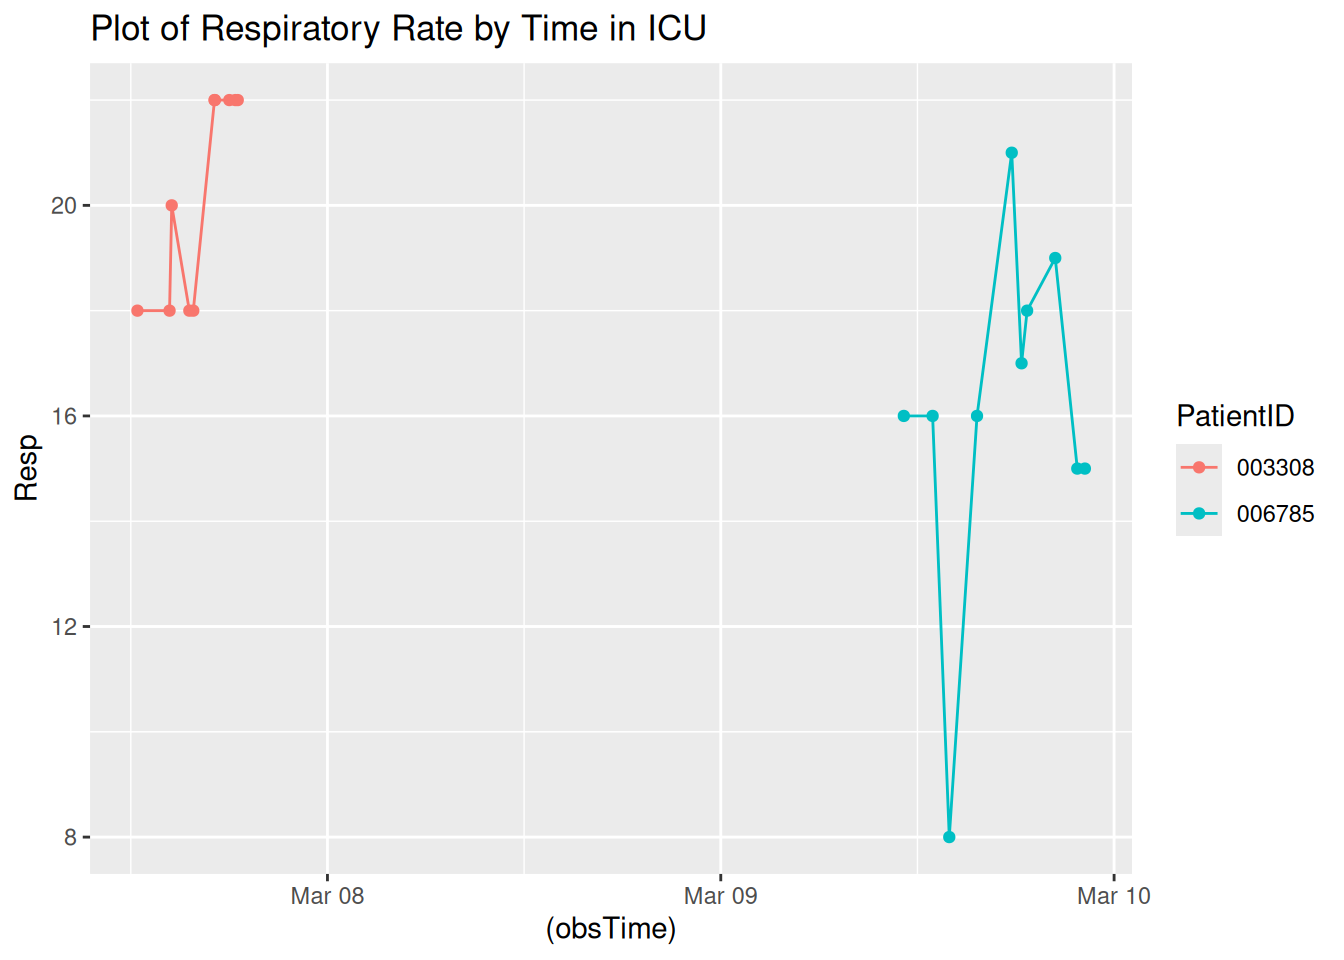 Plot of Respiratory Rate by Time in ICU
20
16
12
8
Resp
Mar 08
Mar 09
Mar 10
(obsTime)
PatientID
003308
006785